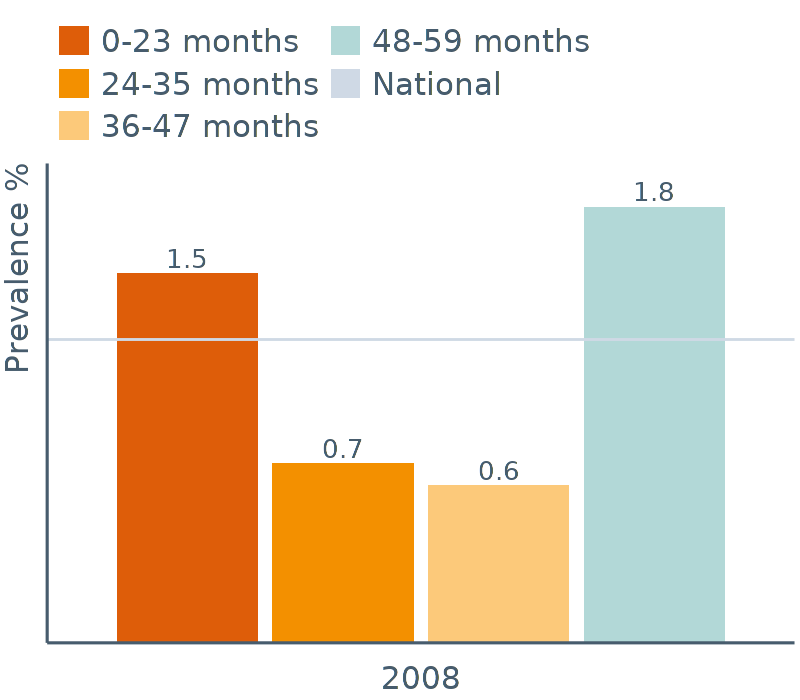 0-23 months
24-35 months
36-47 months
48-59 months
National
Prevalence %
1.5
0.7
0.6
1.8
2008